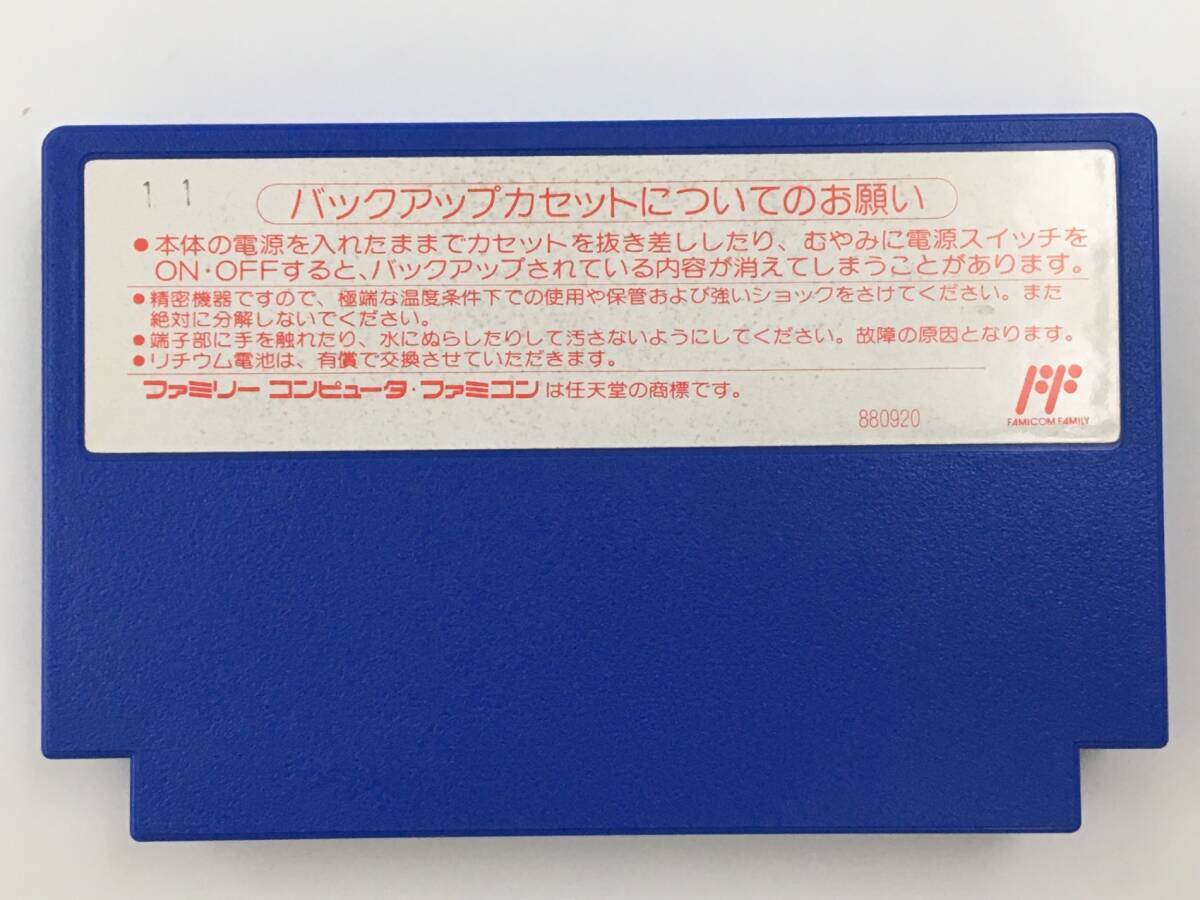 1 1
バックアップカセットについてのお願い
●本体の電源を入れたままでカセットを抜き差ししたり、むやみに電源スイッチを
ON・OFFすると、バックアップされている内容が消えてしまうことがあります。
●精密機器ですので、極端な温度条件下での使用や保管および強いショックをさけてください。また
絶対に分解しないでください。
●端子部に手を触れたり、水にぬらしたりして汚さないようにしてください。故障の原因となります。
●リチウム電池は、有償で交換させていただきます。
ファミリー コンピュータ・ファミコンは任天堂の商標です。
880920
FAMICOM FAMILY